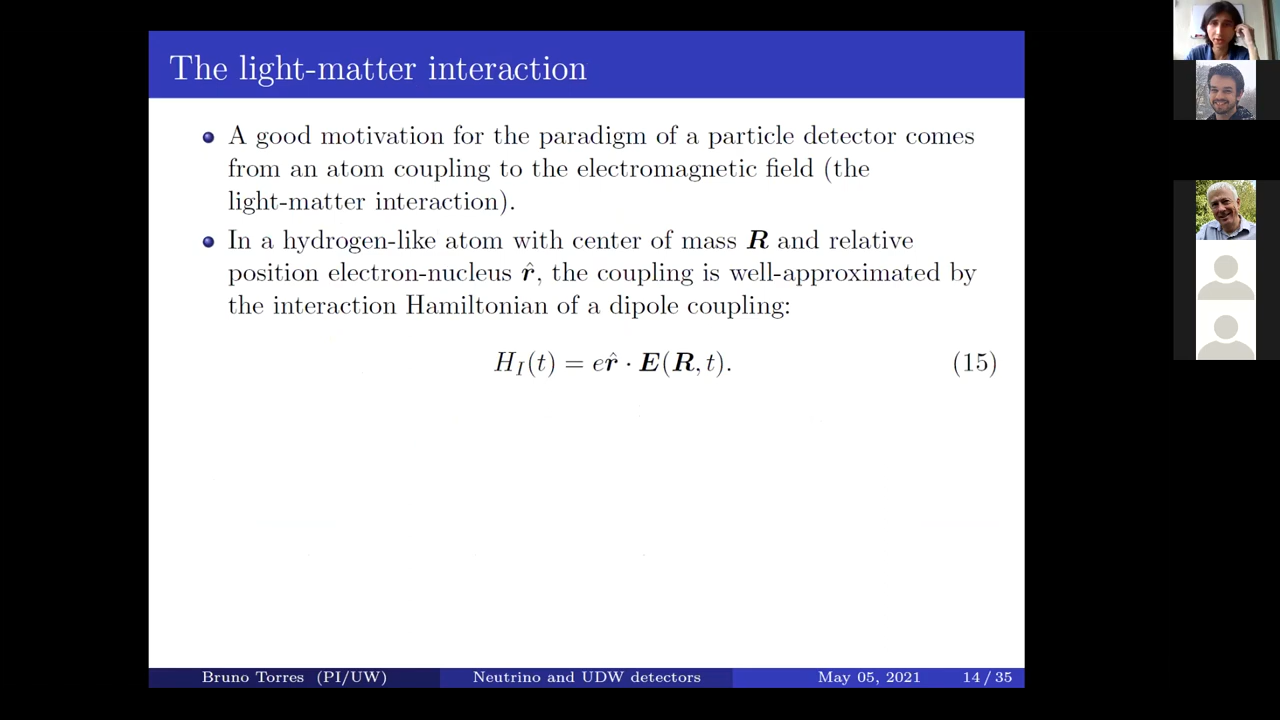 The light-matter interaction
A good motivation for the paradigm of a particle detector comes
from an atom coupling to the electromagnetic field (the
light-matter interaction).
In a hydrogen-like atom with center of mass R and relative
position electron-nucleus r̂, the coupling is well-approximated by
the interaction Hamiltonian of a dipole coupling:
H_I(t) = er̂ · E(R, t). (15)
Bruno Torres (PI/UW) Neutrino and UDW detectors May 05, 2021 14 / 35